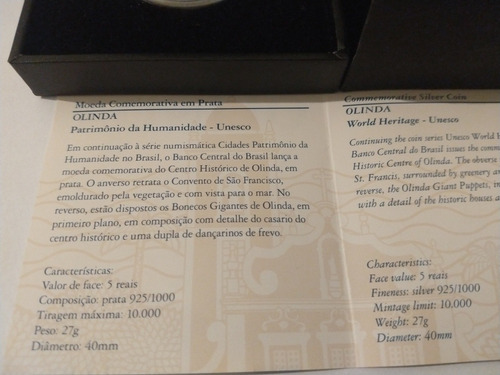 Moeda Comemorativa em Prata
OLINDA
Patrimônio da Humanidade - Unesco
Em continuação à série numismática Cidades Patrimônio da
Humanidade no Brasil, o Banco Central do Brasil lança a
moeda comemorativa do Centro Histórico de Olinda, em
prata. O anverso retrata o Convento de São Francisco,
emoldurado pela vegetação e com vista para o mar. No
reverso, estão dispostos os Bonecos Gigantes de Olinda, em
primeiro plano, em composição com detalhe do casario do
centro histórico e uma dupla de dançarinos de frevo.
Características:
Valor de face: 5 reais
Composição: prata 925/1000
Tiragem máxima: 10.000
Peso: 27g
Diâmetro: 40mm
Commemorative Silver Coin
OLINDA
World Heritage - Unesco
Continuing the coin series Unesco World
Banco Central do Brasil issues the comm
Historic Centre of Olinda. The obverse
St. Francis, surrounded by greenery an
reverse, the Olinda Giant Puppets,
with a detail of the historic houses a
Characteristics:
Face value: 5 reais
Fineness: silver 925/1000
Mintage limit: 10.000
Weight: 27g
Diameter: 40mm